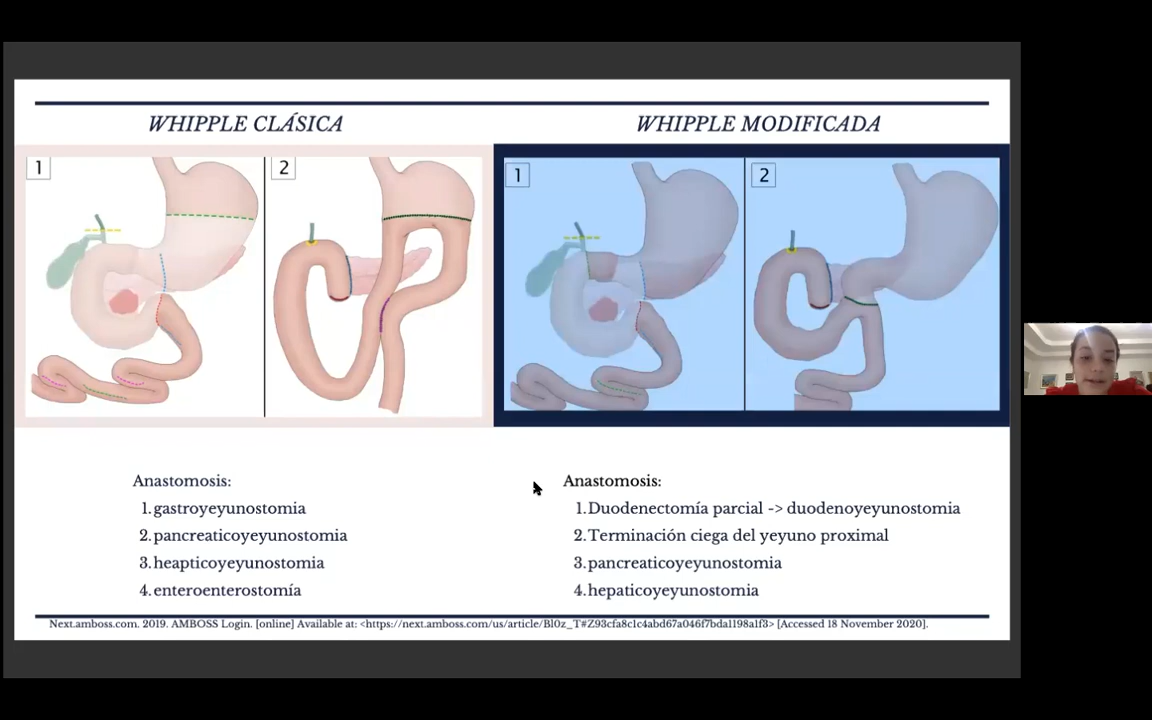 WHIPPLE CLÁSICA
1
2
Anastomosis:
1. gastroyeyunostomia
2. pancreaticoyeyunostomia
3. heapticoyeyunostomia
4. enteroenterostomía
WHIPPLE MODIFICADA
1
2
Anastomosis:
1. Duodenectomía parcial -> duodenoyeyunostomia
2. Terminación ciega del yeyuno proximal
3. pancreaticoyeyunostomia
4. hepaticoyeyunostomia
Next.amboss.com. 2019. AMBOSS Login. [online] Available at: <https://next.amboss.com/us/article/Bl0z_T#Z93cfa8c1c4abd67a046f7bda1198a1f3> [Accessed 18 November 2020].